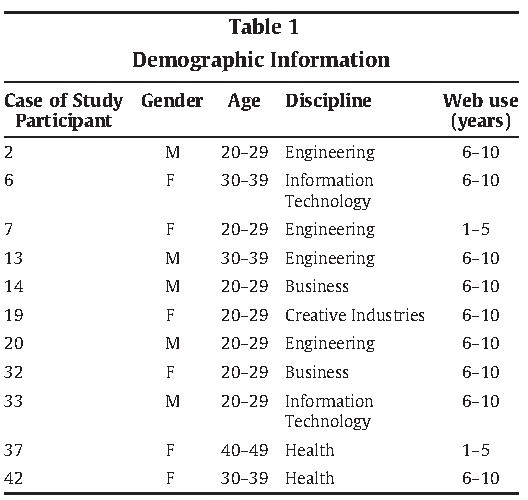 Table 1
Demographic Information
Case of Study Participant Gender Age Discipline Web use (years)
2 M 20–29 Engineering 6–10
6 F 30–39 Information Technology 6–10
7 F 20–29 Engineering 1–5
13 M 30–39 Engineering 6–10
14 M 20–29 Business 6–10
19 F 20–29 Creative Industries 6–10
20 M 20–29 Engineering 6–10
32 F 20–29 Business 6–10
33 M 20–29 Information Technology 6–10
37 F 40–49 Health 1–5
42 F 30–39 Health 6–10